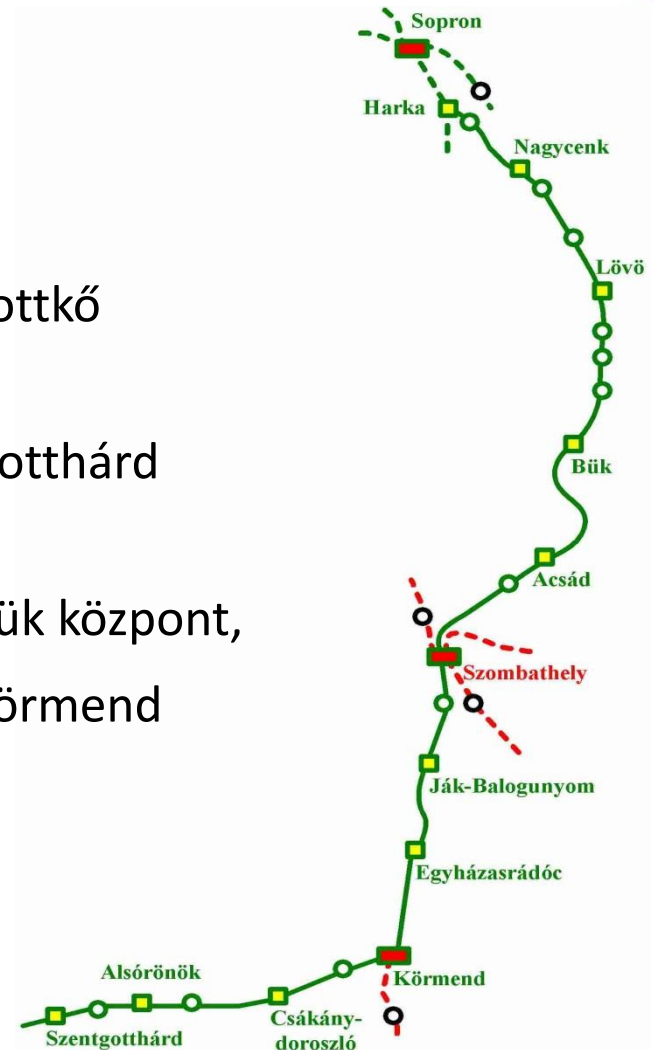 Sopron
Harka
Nagycenk
Lövö
ottkő
otthárd
Bük
Acsád
ük központ,
Szombathely
örmend
Ják-Balogunyom
Egyházasrádóc
Alsórönök
Körmend
Csákány-
doroszló
Szentgotthárd